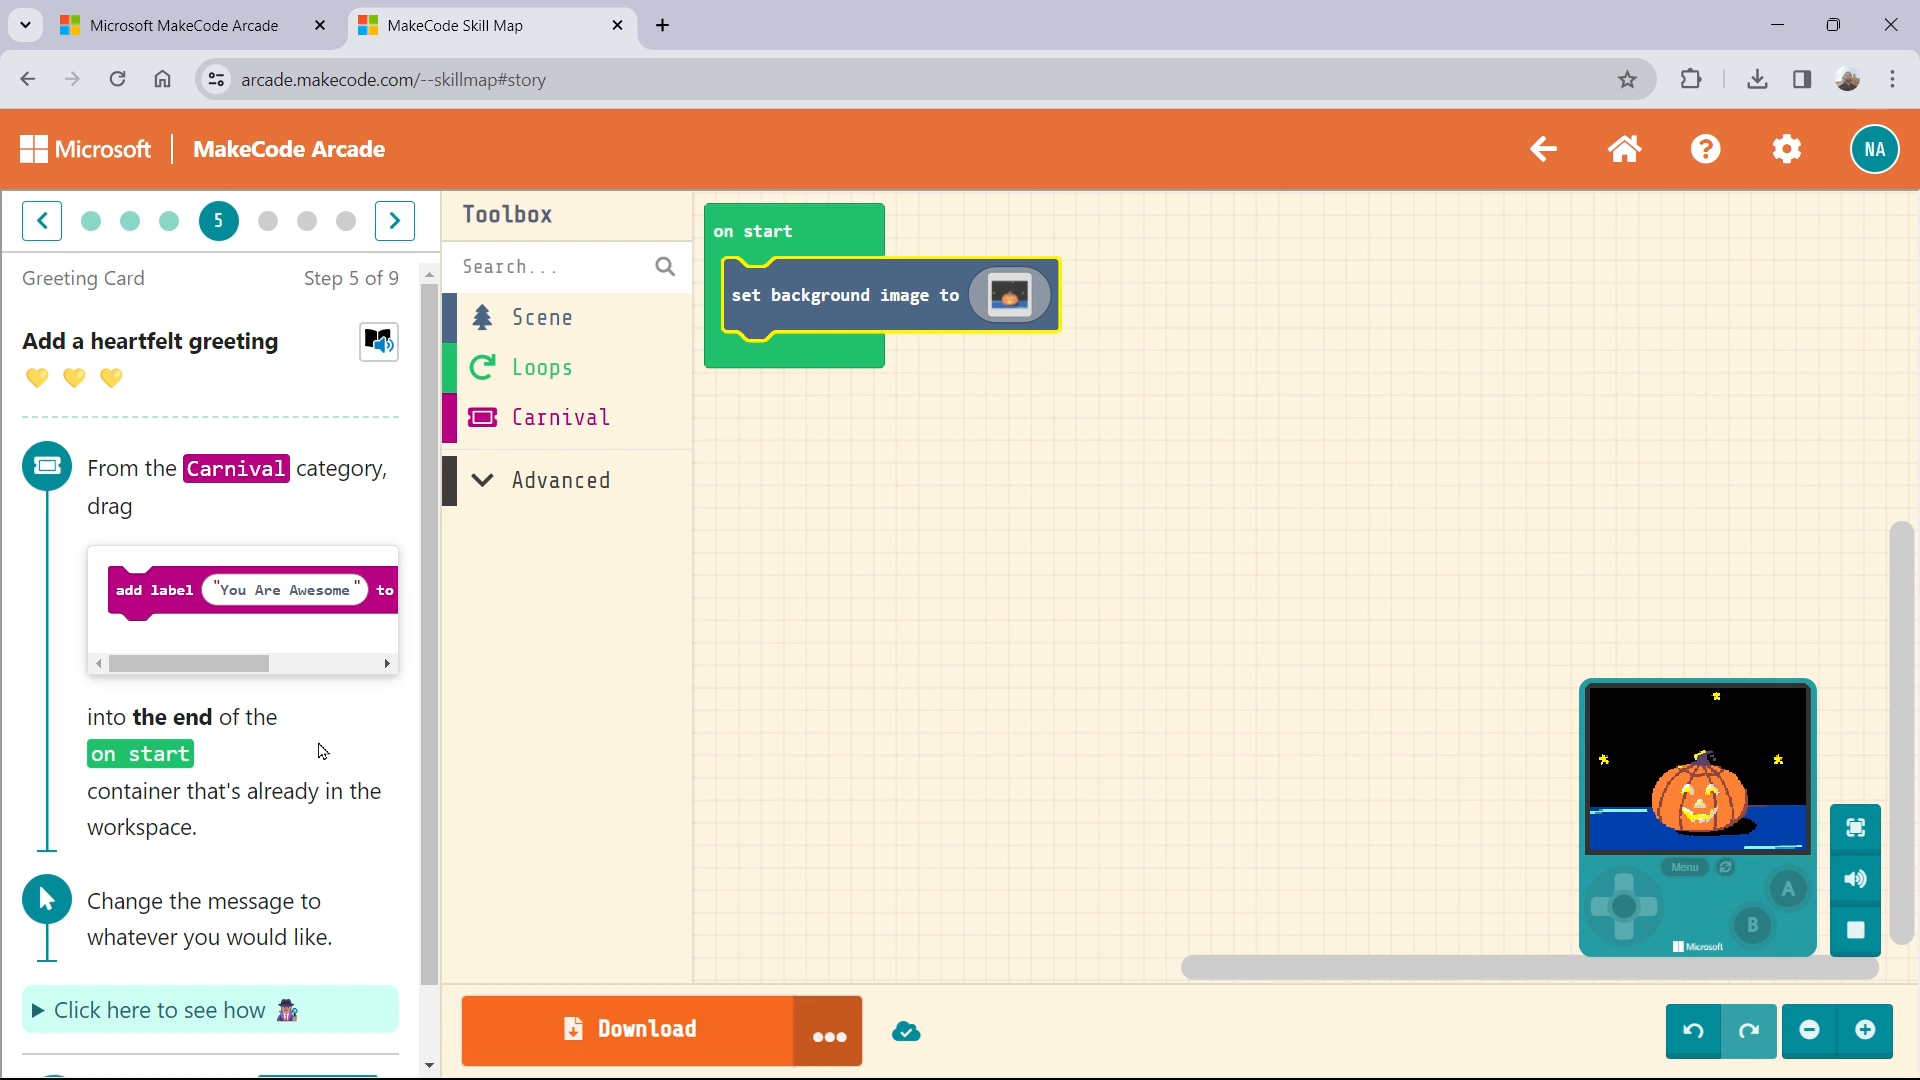 Microsoft MakeCode Arcade
MakeCode Skill Map
arcade.makecode.com/--skillmap#story
Microsoft
MakeCode Arcade
NA
5
Greeting Card
Step 5 of 9
Add a heartfelt greeting
From the Carnival category,
drag
add label "You Are Awesome" to
into the end of the
on start
container that's already in the
workspace.
Change the message to
whatever you would like.
Click here to see how
Toolbox
Search...
Scene
Loops
Carnival
Advanced
on start
set background image to
Menu
A
B
Microsoft
Download